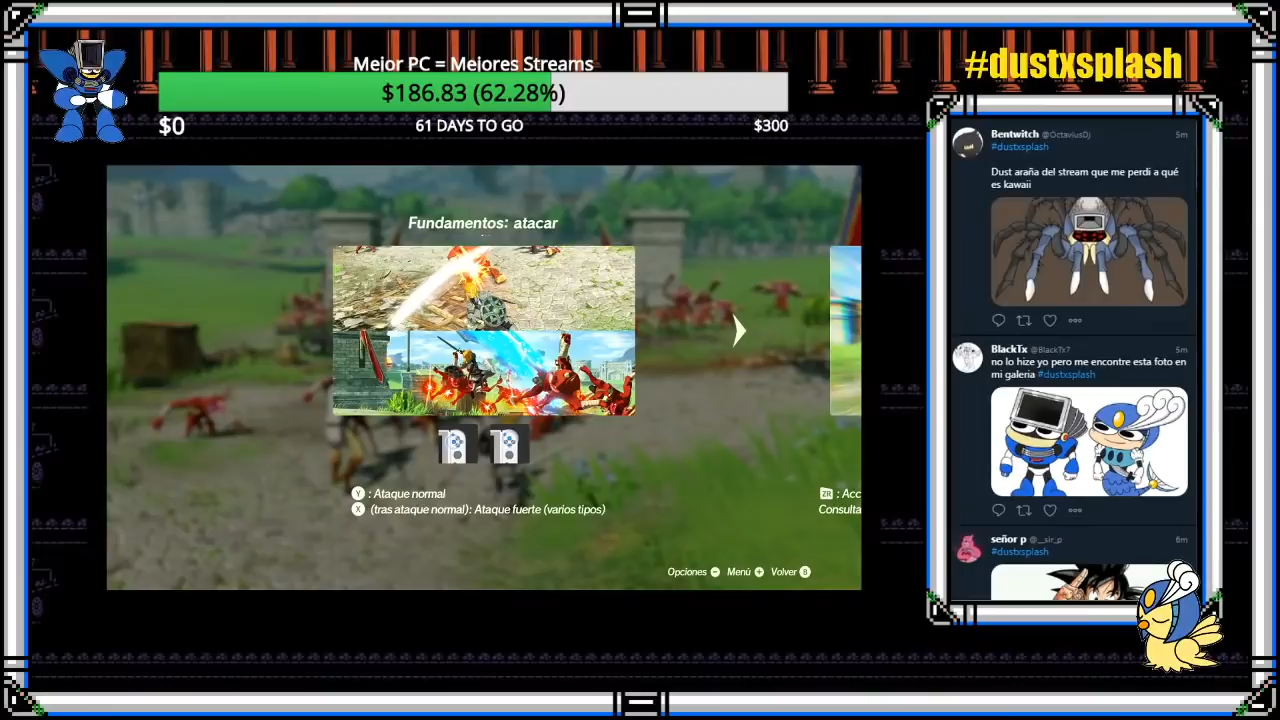 Mejor PC = Mejores Streams
$186.83 (62.28%)
$0
61 DAYS TO GO
$300
#dustxsplash
Fundamentos: atacar
Y : Ataque normal
X (tras ataque normal): Ataque fuerte (varios tipos)
ZR : Acc
Consulta
Opciones - Menú + Volver B
Bentwitch @OctaviusDj 5m
#dustxsplash
Dust araña del stream que me perdi a qué
es kawaii
BlackTx @BlackTx7 5m
no lo hize yo pero me encontre esta foto en
mi galeria #dustxsplash
señor p @__sir_p 6m
#dustxsplash